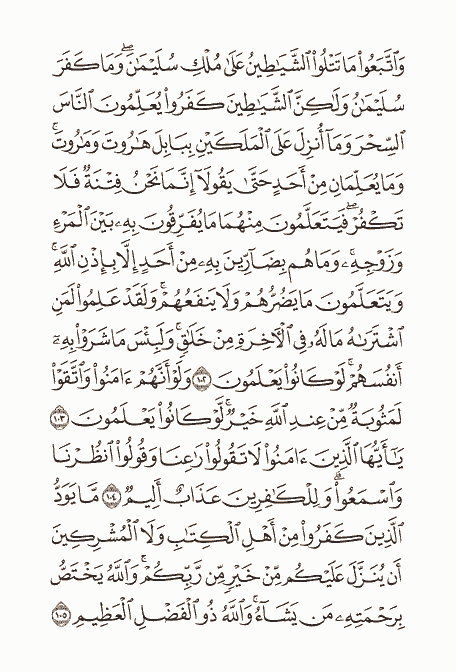 وَٱتَّبَعُوا۟ مَا تَتْلُوا۟ ٱلشَّيَٰطِينُ عَلَىٰ مُلْكِ سُلَيْمَٰنَ ۖ وَمَا كَفَرَ
سُلَيْمَٰنُ وَلَٰكِنَّ ٱلشَّيَٰطِينَ كَفَرُوا۟ يُعَلِّمُونَ ٱلنَّاسَ
ٱلسِّحْرَ وَمَآ أُنزِلَ عَلَى ٱلْمَلَكَيْنِ بِبَابِلَ هَٰرُوتَ وَمَٰرُوتَ ۚ
وَمَا يُعَلِّمَانِ مِنْ أَحَدٍ حَتَّىٰ يَقُولَآ إِنَّمَا نَحْنُ فِتْنَةٌ فَلَا
تَكْفُرْ ۖ فَيَتَعَلَّمُونَ مِنْهُمَا مَا يُفَرِّقُونَ بِهِۦ بَيْنَ ٱلْمَرْءِ
وَزَوْجِهِۦ ۚ وَمَا هُم بِضَآرِّينَ بِهِۦ مِنْ أَحَدٍ إِلَّا بِإِذْنِ ٱللَّهِ ۚ
وَيَتَعَلَّمُونَ مَا يَضُرُّهُمْ وَلَا يَنفَعُهُمْ ۚ وَلَقَدْ عَلِمُوا۟ لَمَنِ
ٱشْتَرَىٰهُ مَا لَهُۥ فِى ٱلْءَاخِرَةِ مِنْ خَلَٰقٍ ۚ وَلَبِئْسَ مَا شَرَوْا۟ بِهِۦٓ
أَنفُسَهُمْ ۚ لَوْ كَانُوا۟ يَعْلَمُونَ ١٠٢ وَلَوْ أَنَّهُمْ ءَامَنُوا۟ وَٱتَّقَوْا۟
لَمَثُوبَةٌ مِّنْ عِندِ ٱللَّهِ خَيْرٌ ۖ لَّوْ كَانُوا۟ يَعْلَمُونَ ١٠٣
يَٰٓأَيُّهَا ٱلَّذِينَ ءَامَنُوا۟ لَا تَقُولُوا۟ رَٰعِنَا وَقُولُوا۟ ٱنظُرْنَا
وَٱسْمَعُوا۟ ۗ وَلِلْكَٰفِرِينَ عَذَابٌ أَلِيمٌ ١٠٤ مَّا يَوَدُّ
ٱلَّذِينَ كَفَرُوا۟ مِنْ أَهْلِ ٱلْكِتَٰبِ وَلَا ٱلْمُشْرِكِينَ
أَن يُنَزَّلَ عَلَيْكُم مِّنْ خَيْرٍ مِّن رَّبِّكُمْ ۗ وَٱللَّهُ يَخْتَصُّ
بِرَحْمَتِهِۦ مَن يَشَآءُ ۚ وَٱللَّهُ ذُو ٱلْفَضْلِ ٱلْعَظِيمِ ١٠٥